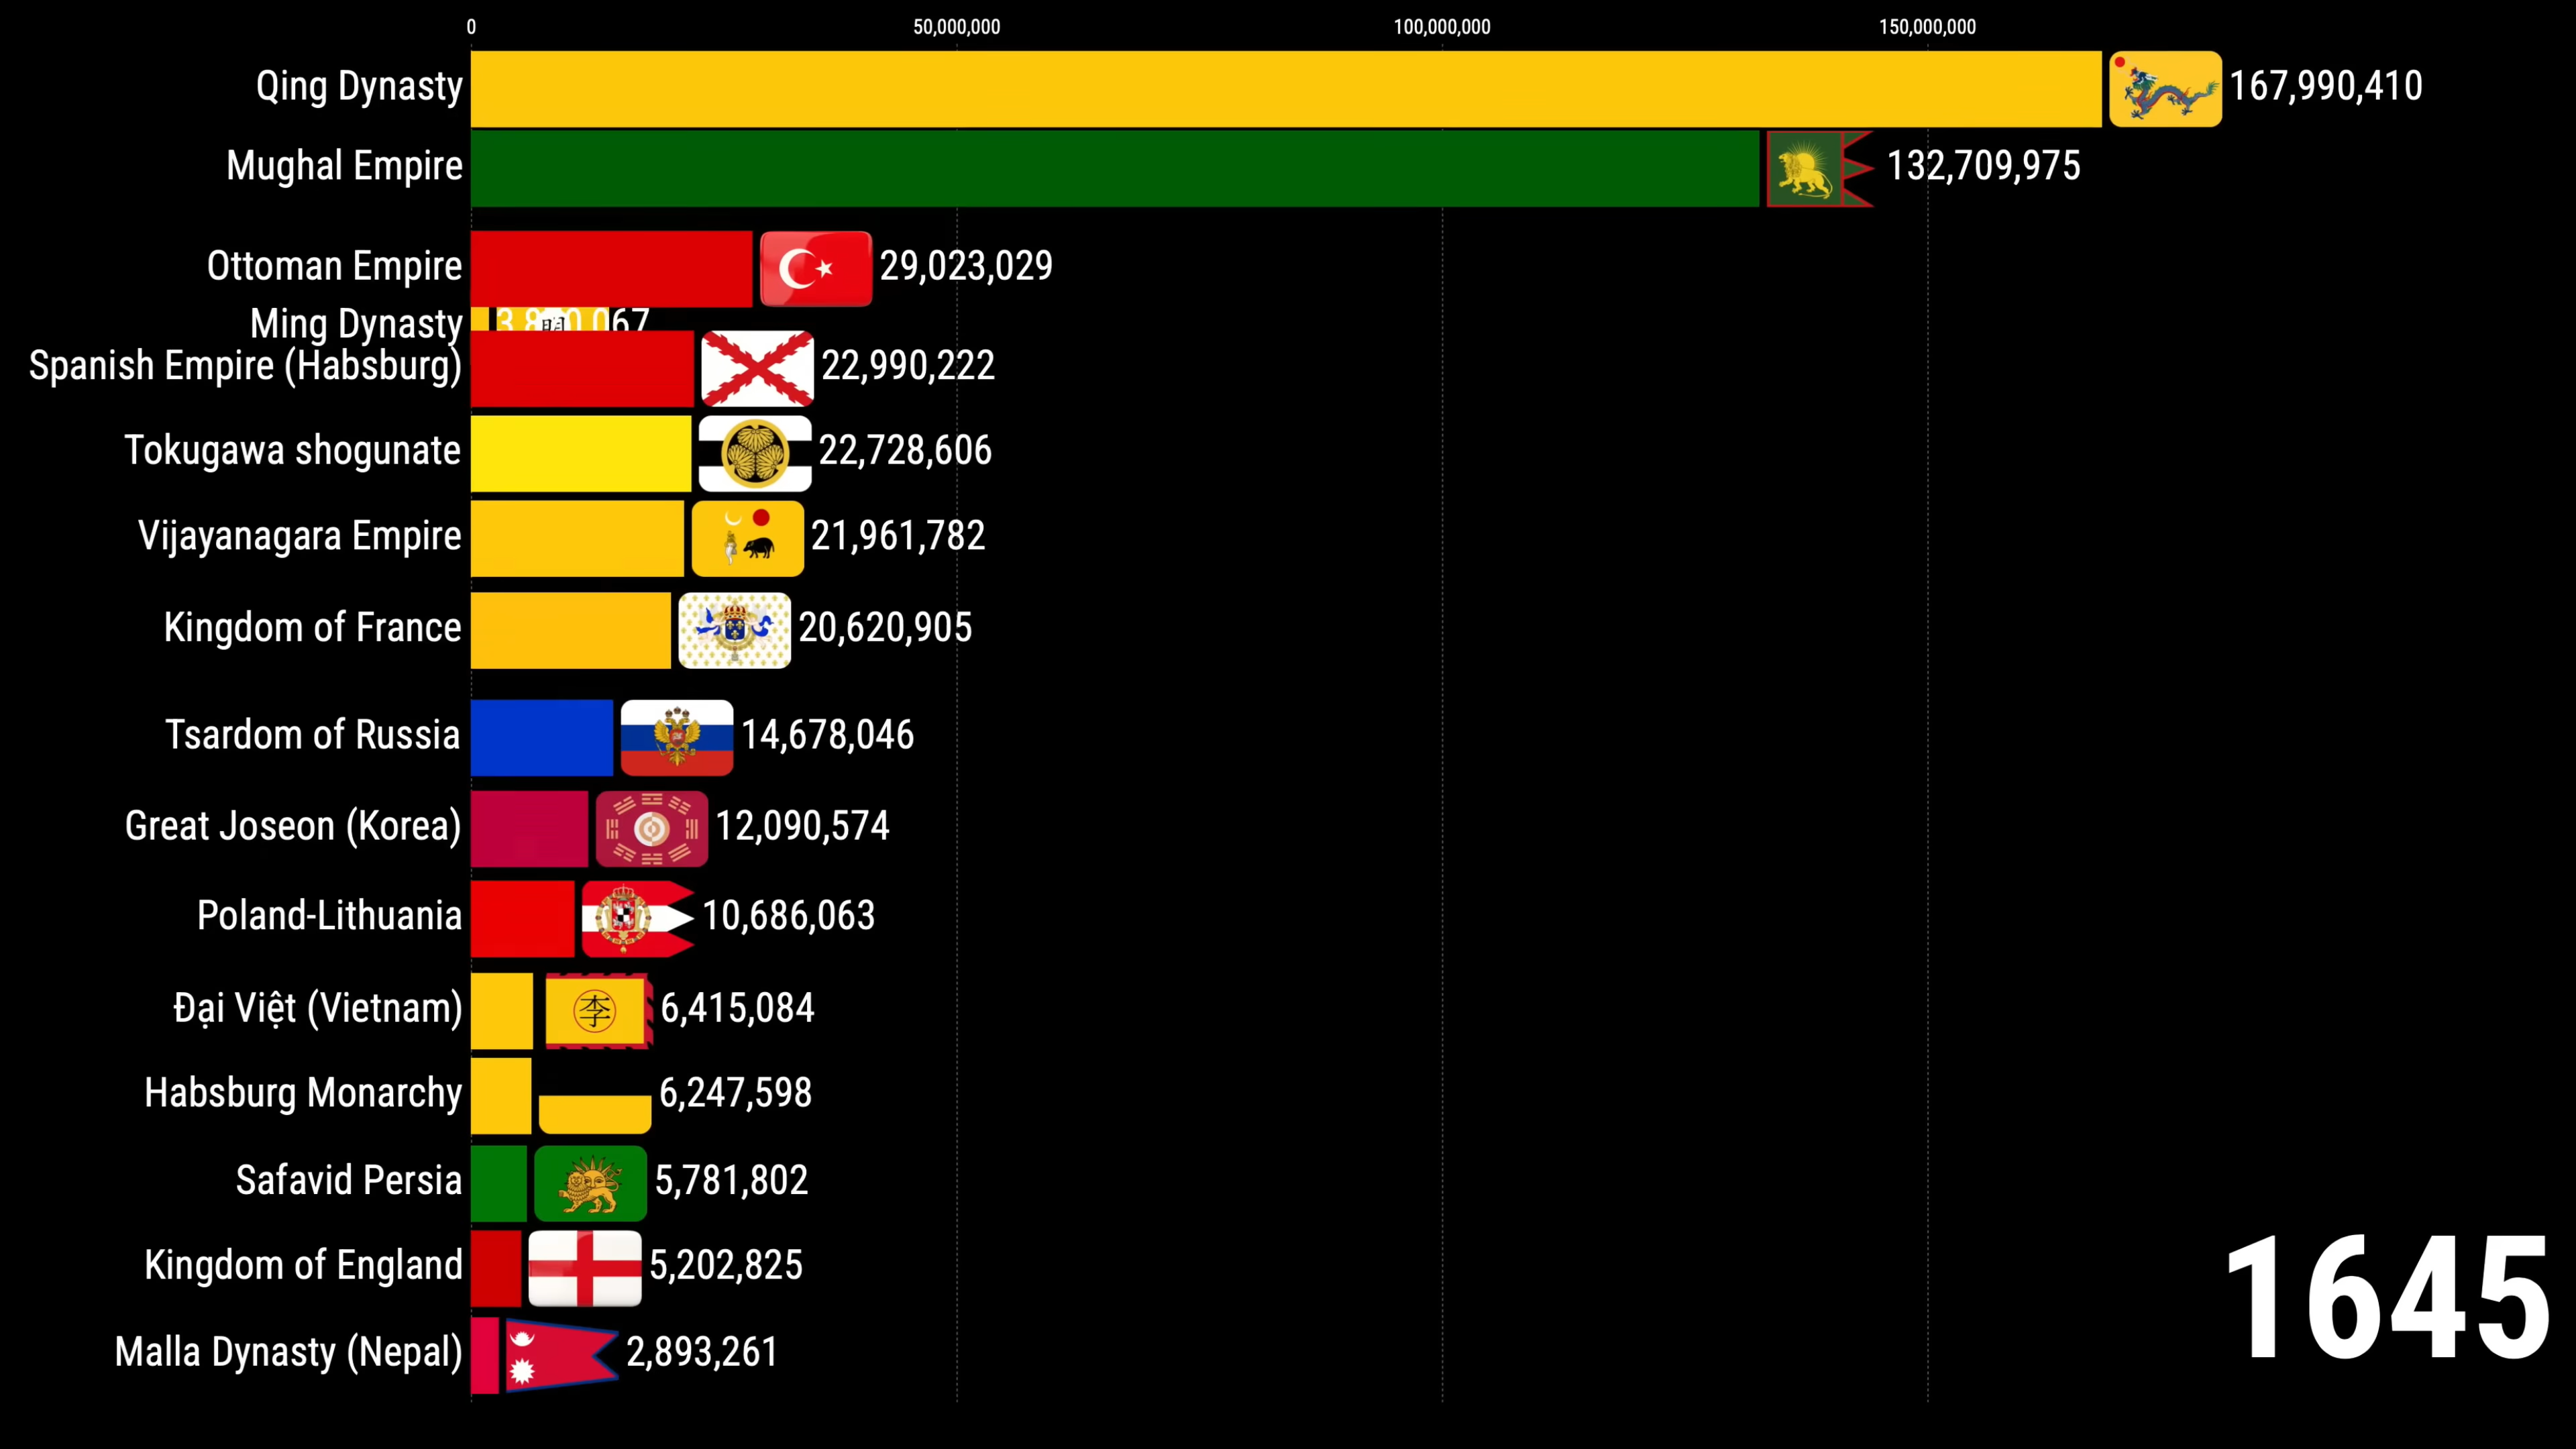 0 50,000,000 100,000,000 150,000,000
Qing Dynasty 167,990,410
Mughal Empire 132,709,975
Ottoman Empire 29,023,029
Ming Dynasty
Spanish Empire (Habsburg) 22,990,222
Tokugawa shogunate 22,728,606
Vijayanagara Empire 21,961,782
Kingdom of France 20,620,905
Tsardom of Russia 14,678,046
Great Joseon (Korea) 12,090,574
Poland-Lithuania 10,686,063
Đại Việt (Vietnam) 李 6,415,084
Habsburg Monarchy 6,247,598
Safavid Persia 5,781,802
Kingdom of England 5,202,825
Malla Dynasty (Nepal) 2,893,261
1645